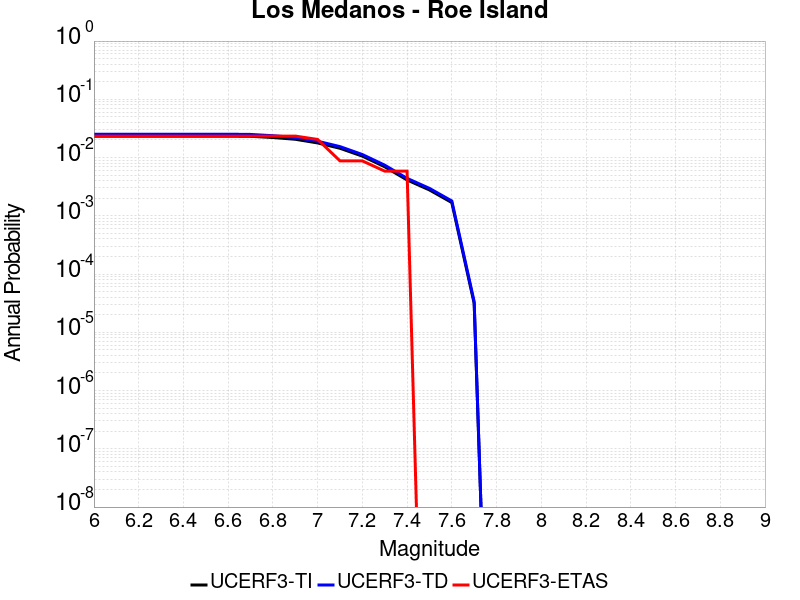 Los Medanos - Roe Island
10^0
10^-1
10^-2
10^-3
10^-4
10^-5
10^-6
10^-7
10^-8
Annual Probability
6 6.2 6.4 6.6 6.8 7 7.2 7.4 7.6 7.8 8 8.2 8.4 8.6 8.8 9
Magnitude
UCERF3-TI UCERF3-TD UCERF3-ETAS